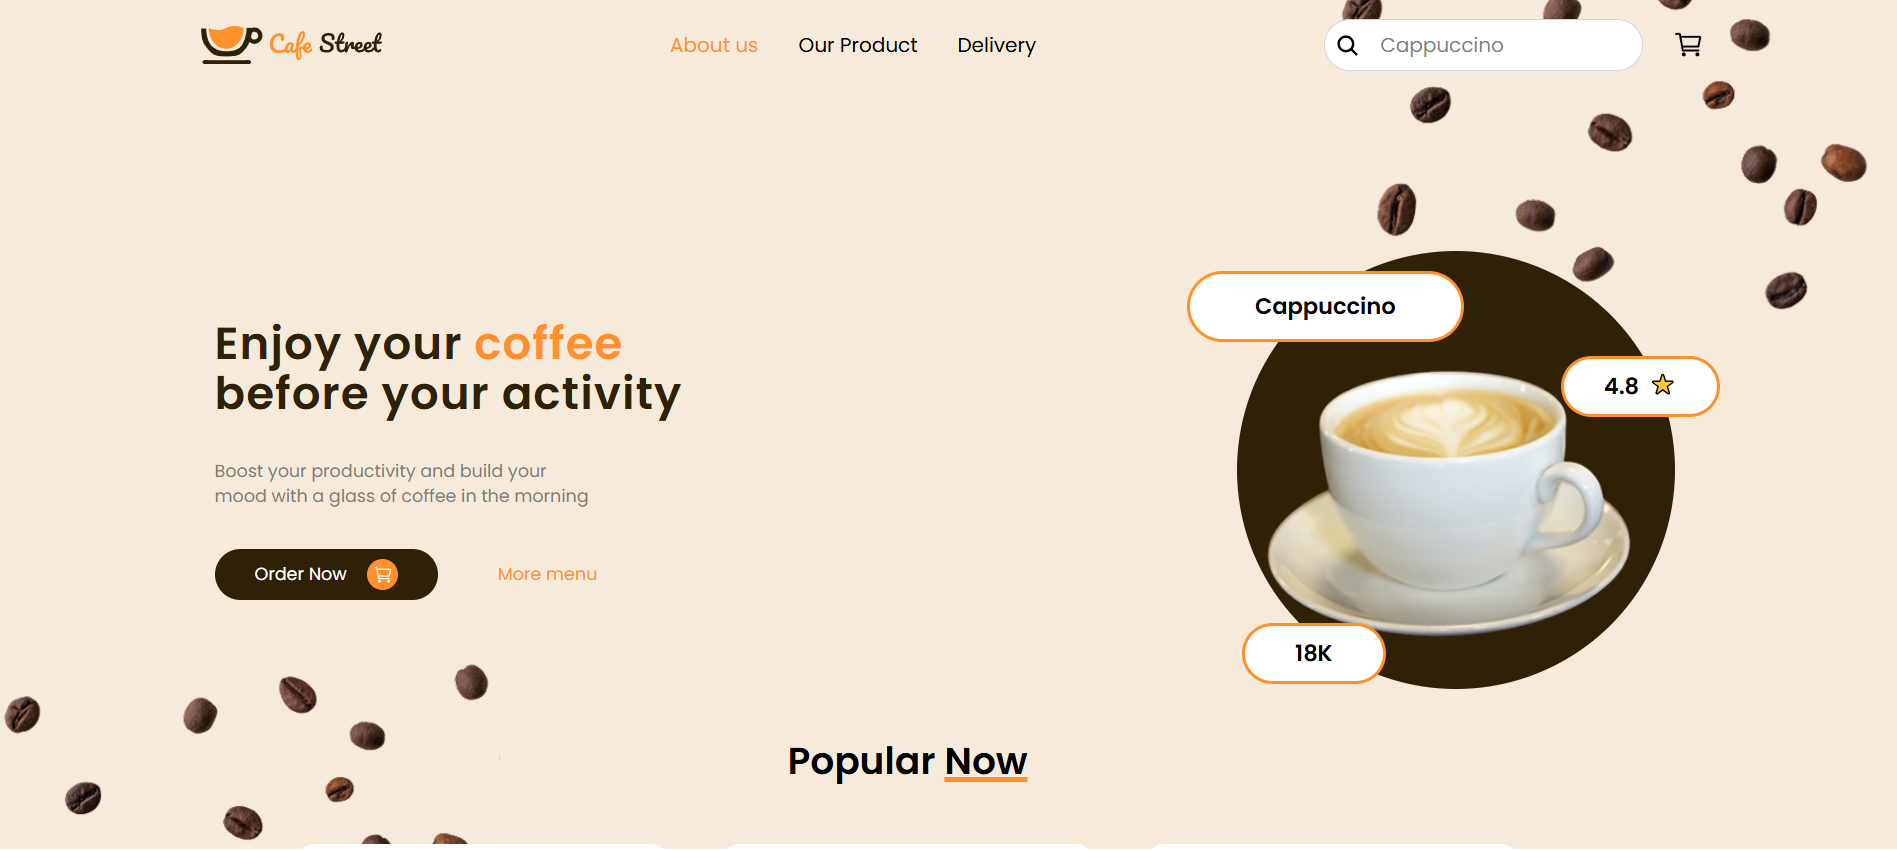 Cafe Street
About us
Our Product
Delivery
Cappuccino
Cappuccino
Enjoy your coffee
before your activity
4.8
Boost your productivity and build your
mood with a glass of coffee in the morning
Order Now
More menu
18K
Popular Now